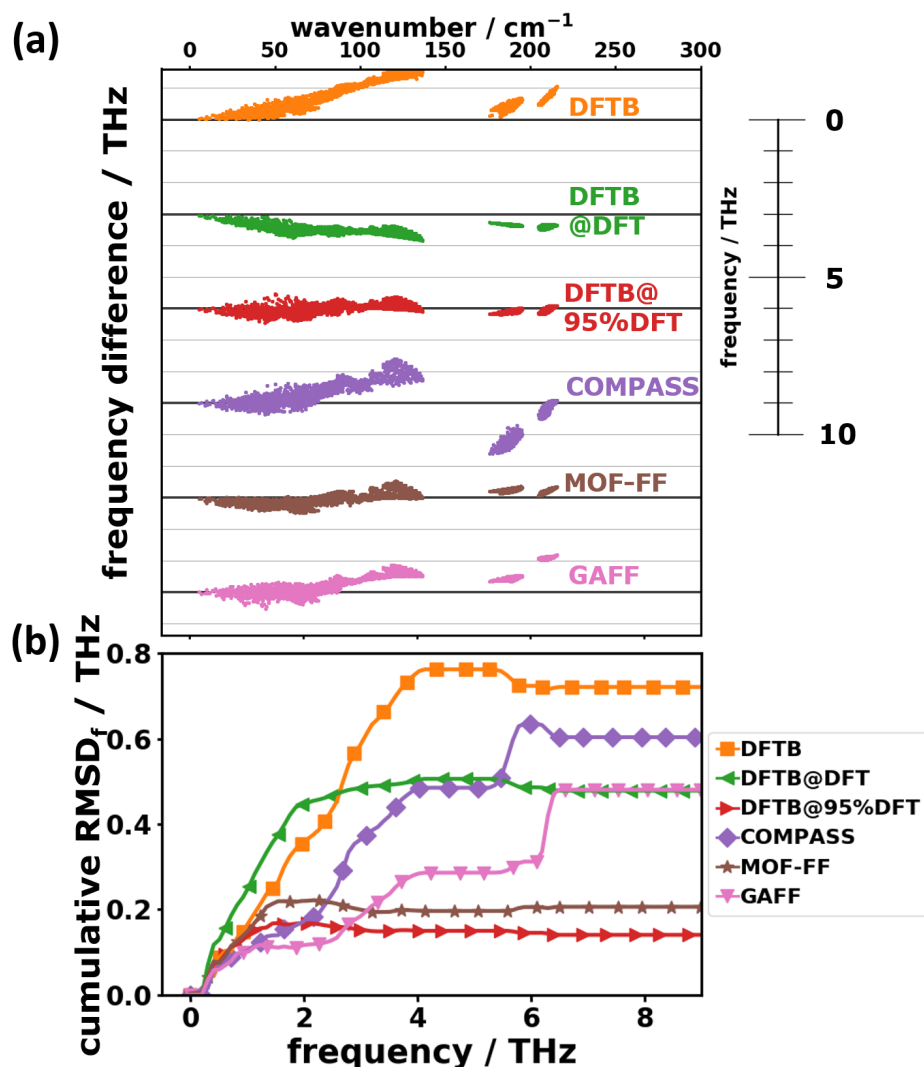 (a)
wavenumber / cm⁻¹
0 50 100 150 200 250 300
frequency difference / THz
DFTB
DFTB
@DFT
DFTB@
95%DFT
COMPASS
MOF-FF
GAFF
0
5
10
frequency / THz
(b)
cumulative RMSD_f / THz
0.8
0.6
0.4
0.2
0.0
0 2 4 6 8
frequency / THz
DFTB
DFTB@DFT
DFTB@95%DFT
COMPASS
MOF-FF
GAFF